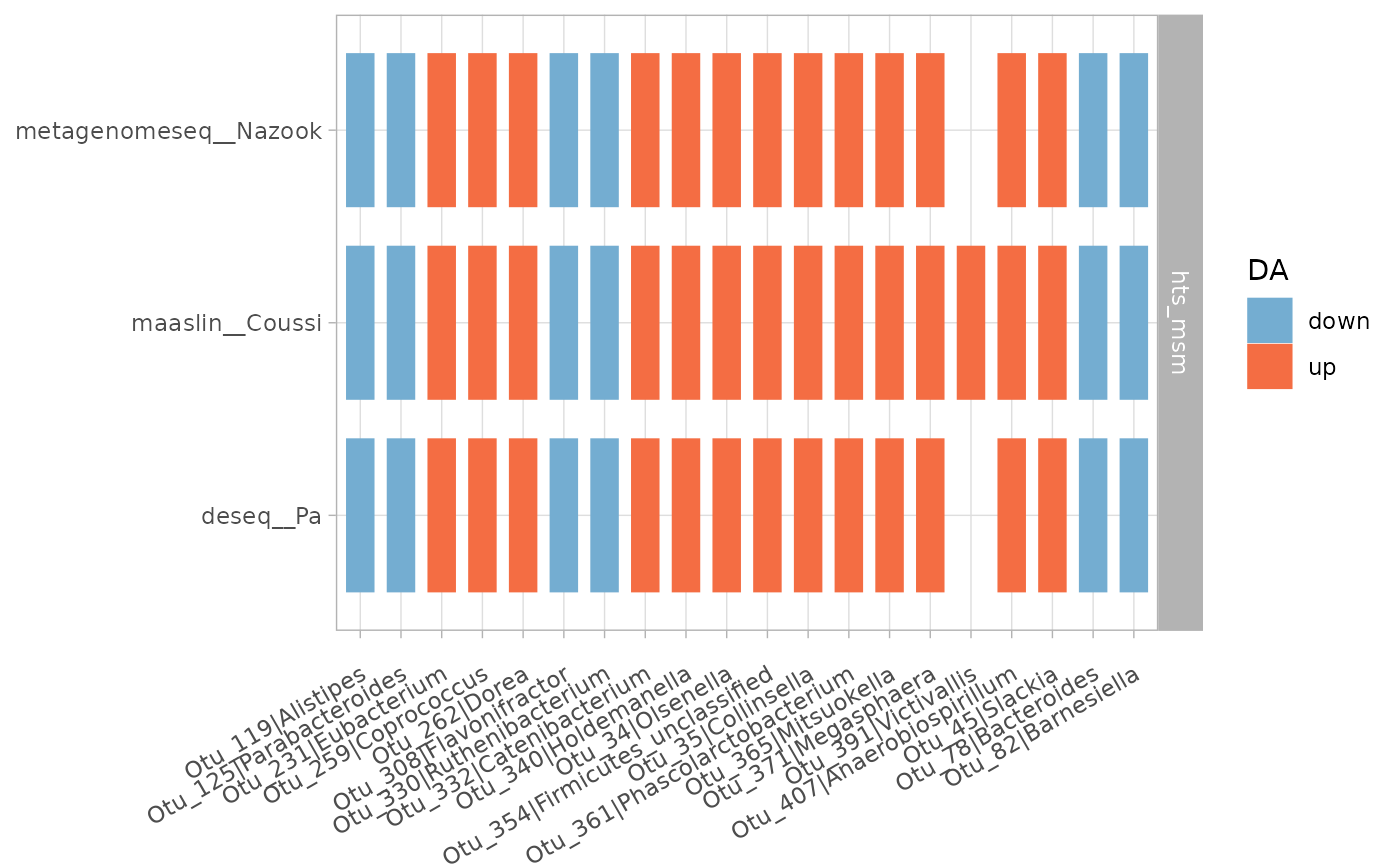 metagenomeseq__Nazook
maaslin__Coussi
deseq__Pa
hts_msm
DA
down
up
Otu_119|Alistipes
Otu_125|Parabacteroides
Otu_231|Eubacterium
Otu_259|Coprococcus
Otu_262|Dorea
Otu_308|Flavonifractor
Otu_330|Ruthenibacterium
Otu_332|Catenibacterium
Otu_340|Holdemanella
Otu_34|Olsenella
Otu_354|Firmicutes_unclassified
Otu_35|Collinsella
Otu_361|Phascolarctobacterium
Otu_365|Mitsuokella
Otu_371|Megasphaera
Otu_391|Victivallis
Otu_407|Anaerobiospirillum
Otu_45|Slackia
Otu_78|Bacteroides
Otu_82|Barnesiella